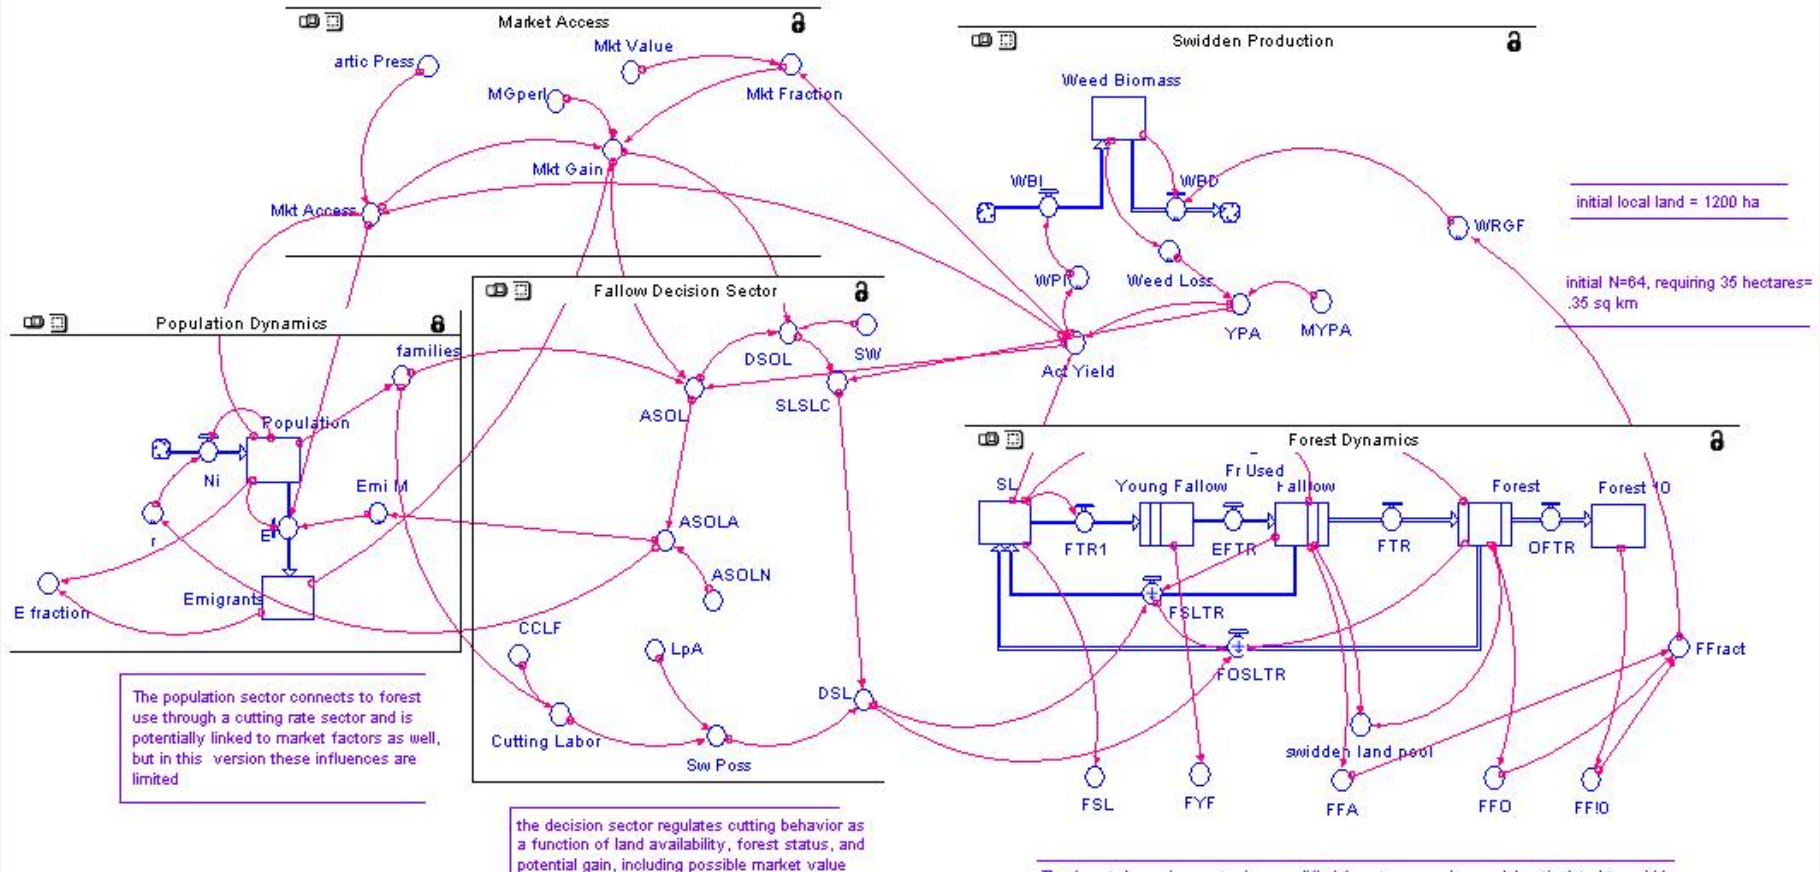 Market Access
artic Press
Mkt Value
MGperl
Mkt Fraction
Mkt Gain
Mkt Access
Swidden Production
Weed Biomass
WBI
WBD
WRGF
WPI
Weed Loss
YPA
MYPA
Act Yield
initial local land = 1200 ha
initial N=64, requiring 35 hectares=
.35 sq km
Population Dynamics
families
Population
Ni
Emi M
r
E
Emigrants
E fraction
The population sector connects to forest
use through a cutting rate sector and is
potentially linked to market factors as well,
but in this version these influences are
limited
Fallow Decision Sector
DSOL
SW
ASOL
SLSLC
ASOLA
ASOLN
CCLF
LpA
DSL
Cutting Labor
Sw Poss
the decision sector regulates cutting behavior as
a function of land availability, forest status, and
potential gain, including possible market value
Forest Dynamics
Fr Used
SL
Young Fallow
Falllow
Forest
FTR1
EFTR
FTR
OFTR
FSLTR
FOSLTR
FFract
swidden land pool
FSL
FYF
FFA
FFO